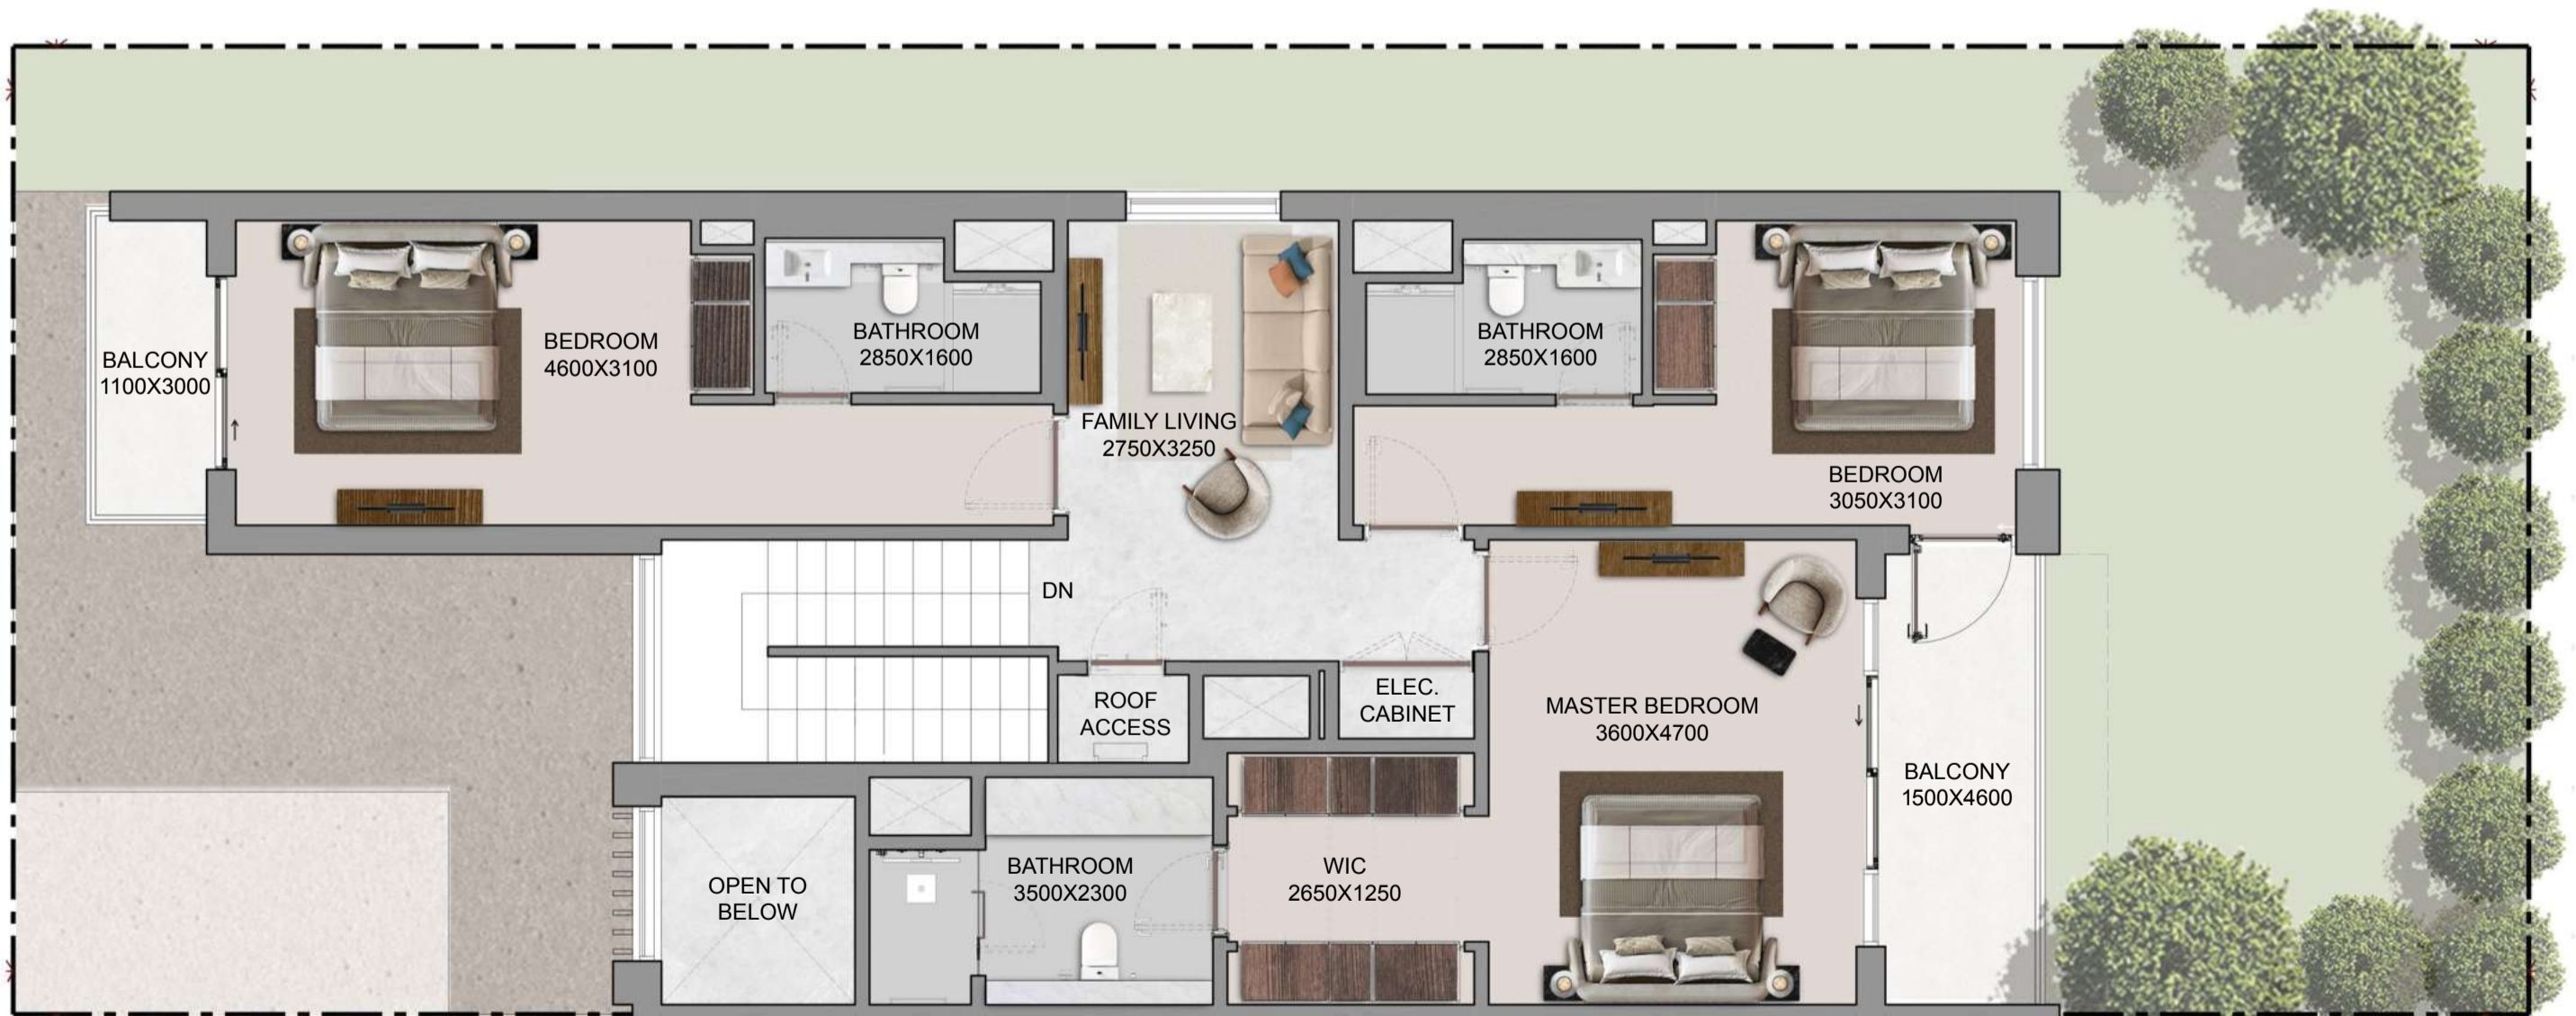 BALCONY
1100X3000
BEDROOM
4600X3100
BATHROOM
2850X1600
FAMILY LIVING
2750X3250
BATHROOM
2850X1600
BEDROOM
3050X3100
DN
ROOF
ACCESS
ELEC.
CABINET
MASTER BEDROOM
3600X4700
BALCONY
1500X4600
OPEN TO
BELOW
BATHROOM
3500X2300
WIC
2650X1250